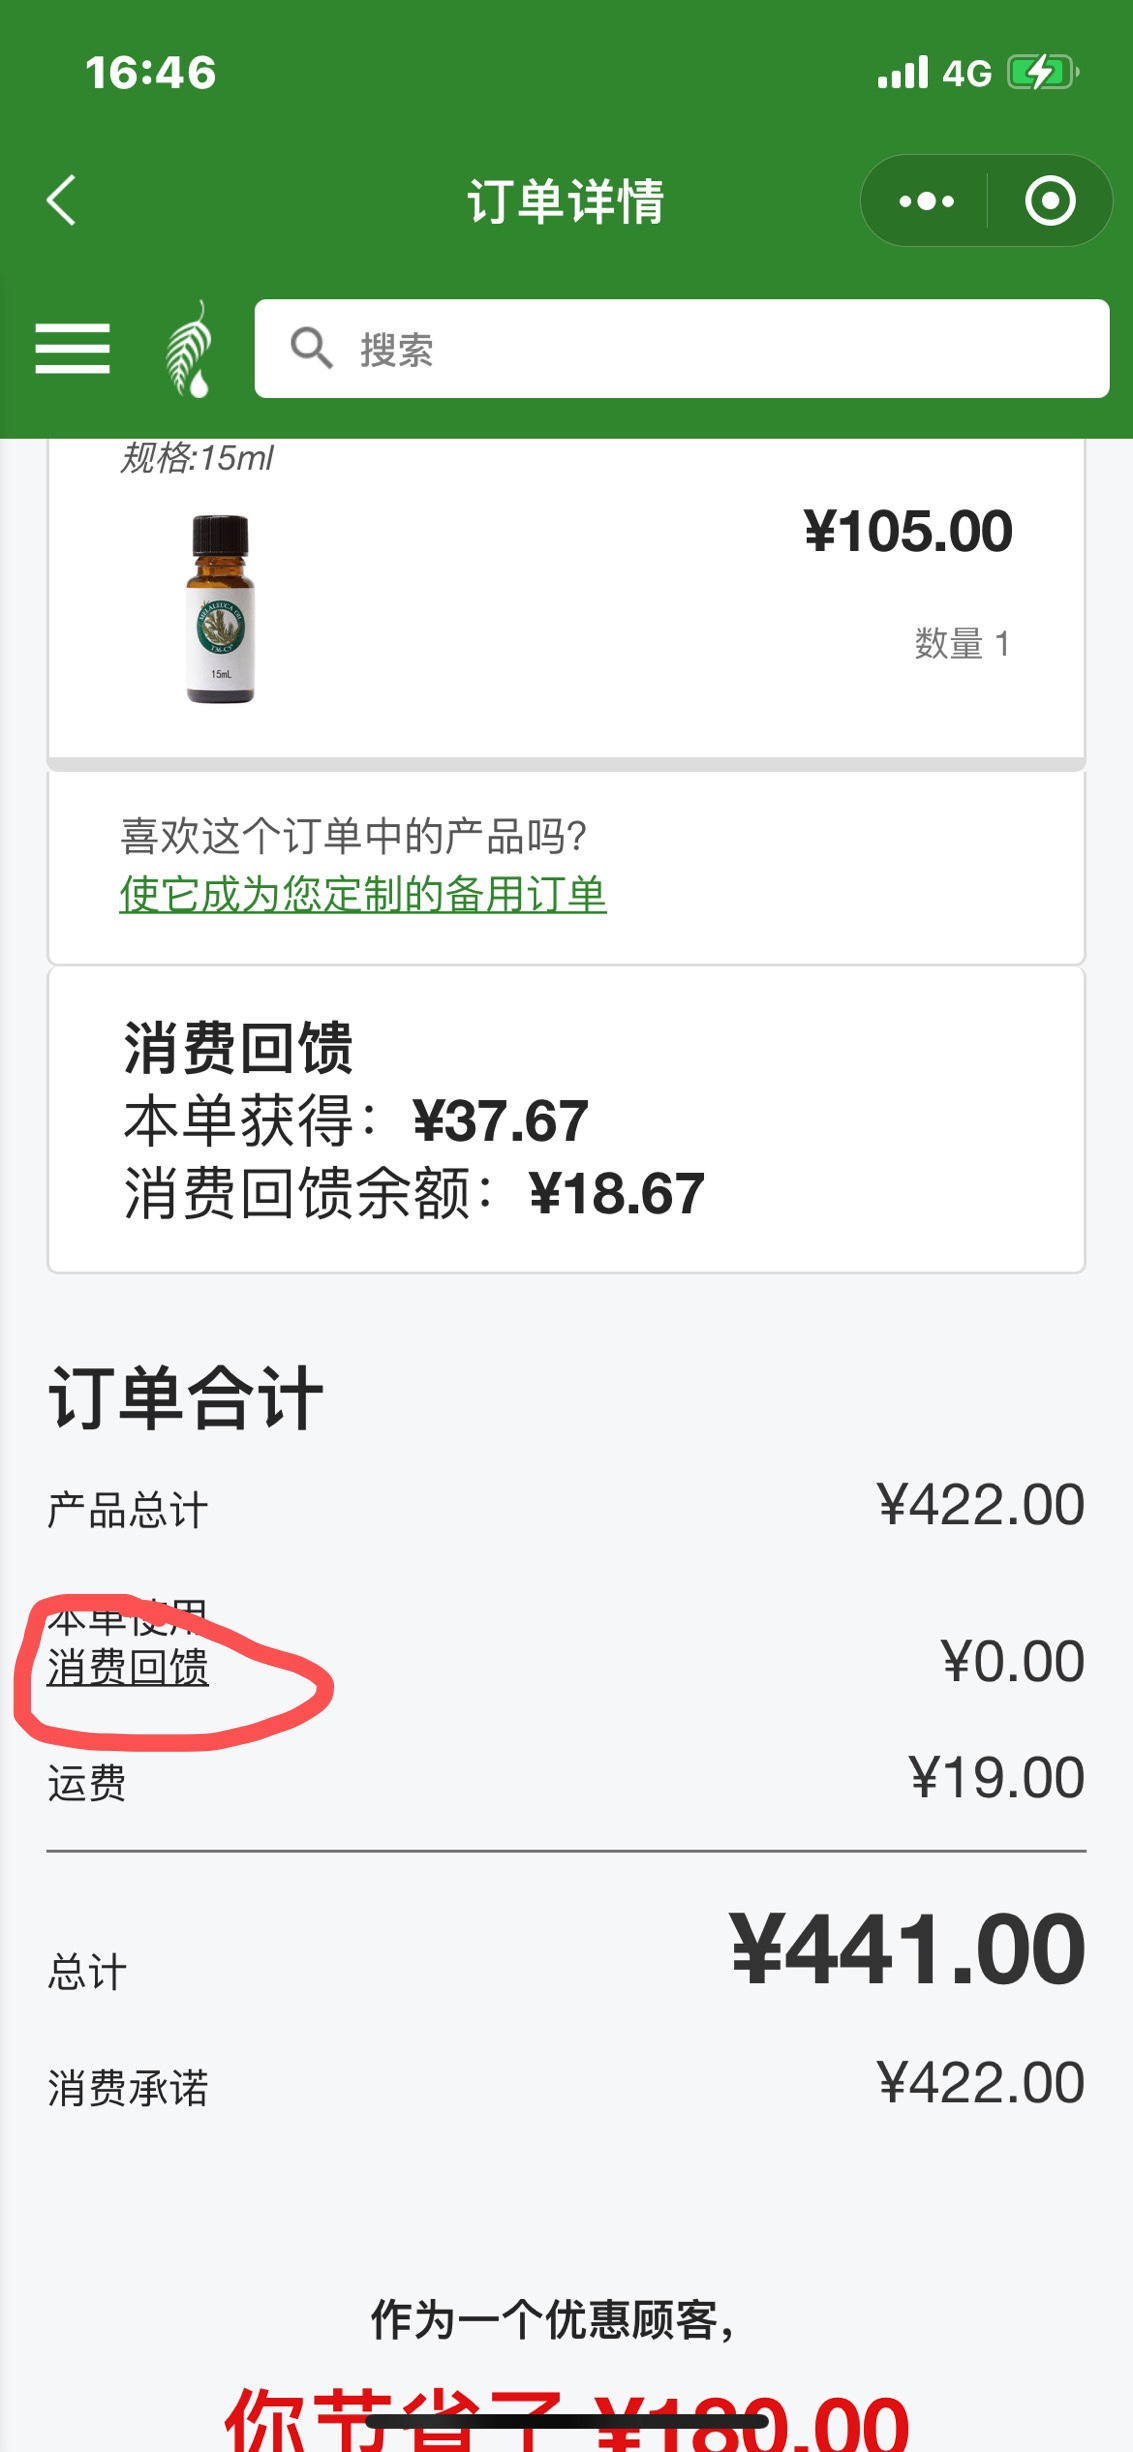 16:46
4G
订单详情
搜索
规格:15ml
¥105.00
MELALEUCA OIL
T36-C5
15mL
数量 1
喜欢这个订单中的产品吗?
使它成为您定制的备用订单
消费回馈
本单获得：¥37.67
消费回馈余额：¥18.67
订单合计
产品总计 ¥422.00
本单使用
消费回馈 ¥0.00
运费 ¥19.00
总计 ¥441.00
消费承诺 ¥422.00
作为一个优惠顾客,
你节省了 ¥180.00